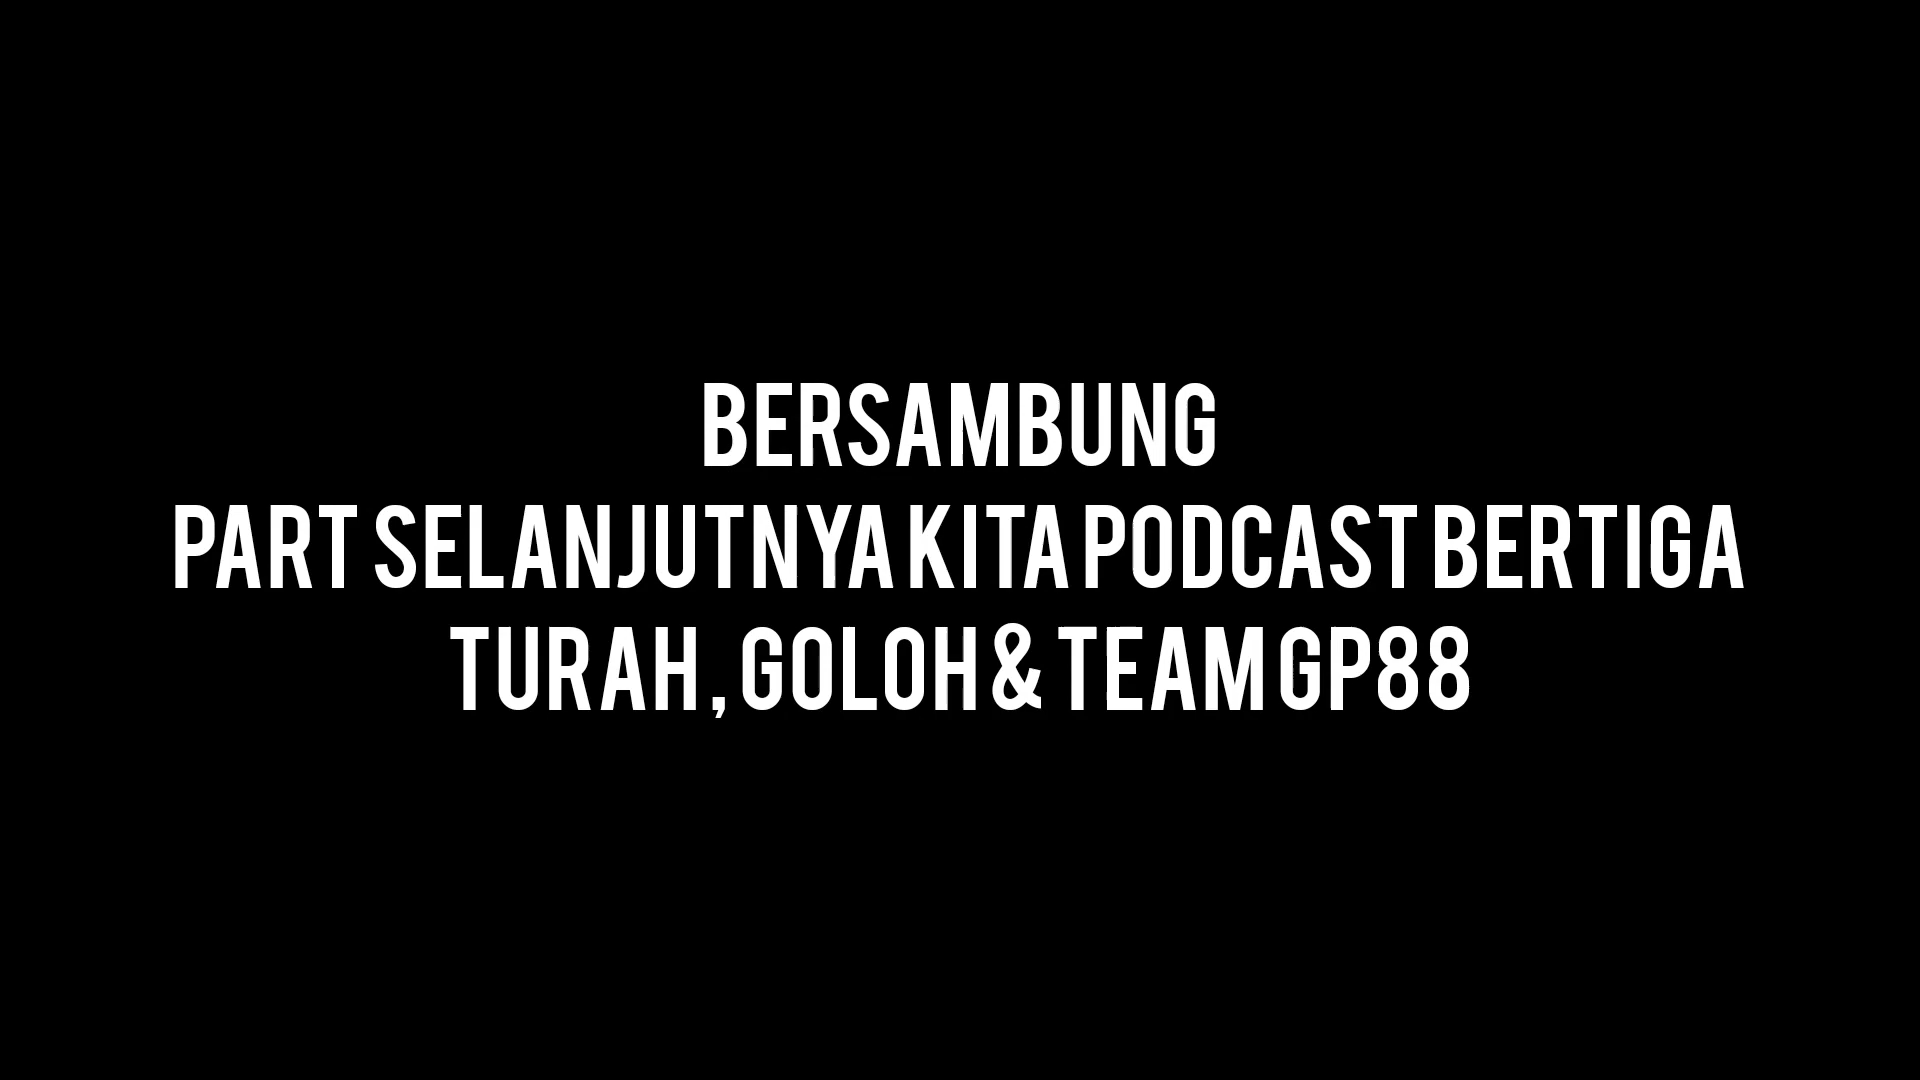 BERSAMBUNG
PART SELANJUTNYA KITA PODCAST BERTIGA
TURAH, GOLOH & TEAM GP88